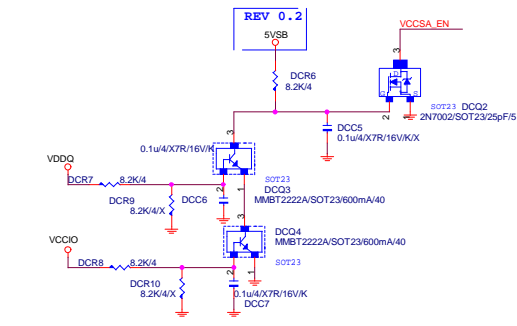 REV 0.2
5VSB
VCCSA_EN
3
DCR6
8.2K/4
D
G
S
SOT23 DCQ2
2N7002/SOT23/25pF/5
2
1
DCC5
0.1u/4/X7R/16V/K/X
3
0.1u/4/X7R/16V/K
SOT23
VDDQ
DCR7 8.2K/4
2
1
DCQ3
MMBT2222A/SOT23/600mA/40
DCR9
8.2K/4/X
DCC6
3
VCCIO
DCQ4
MMBT2222A/SOT23/600mA/40
DCR8 8.2K/4
2
1
SOT23
DCR10
8.2K/4/X
0.1u/4/X7R/16V/K
DCC7